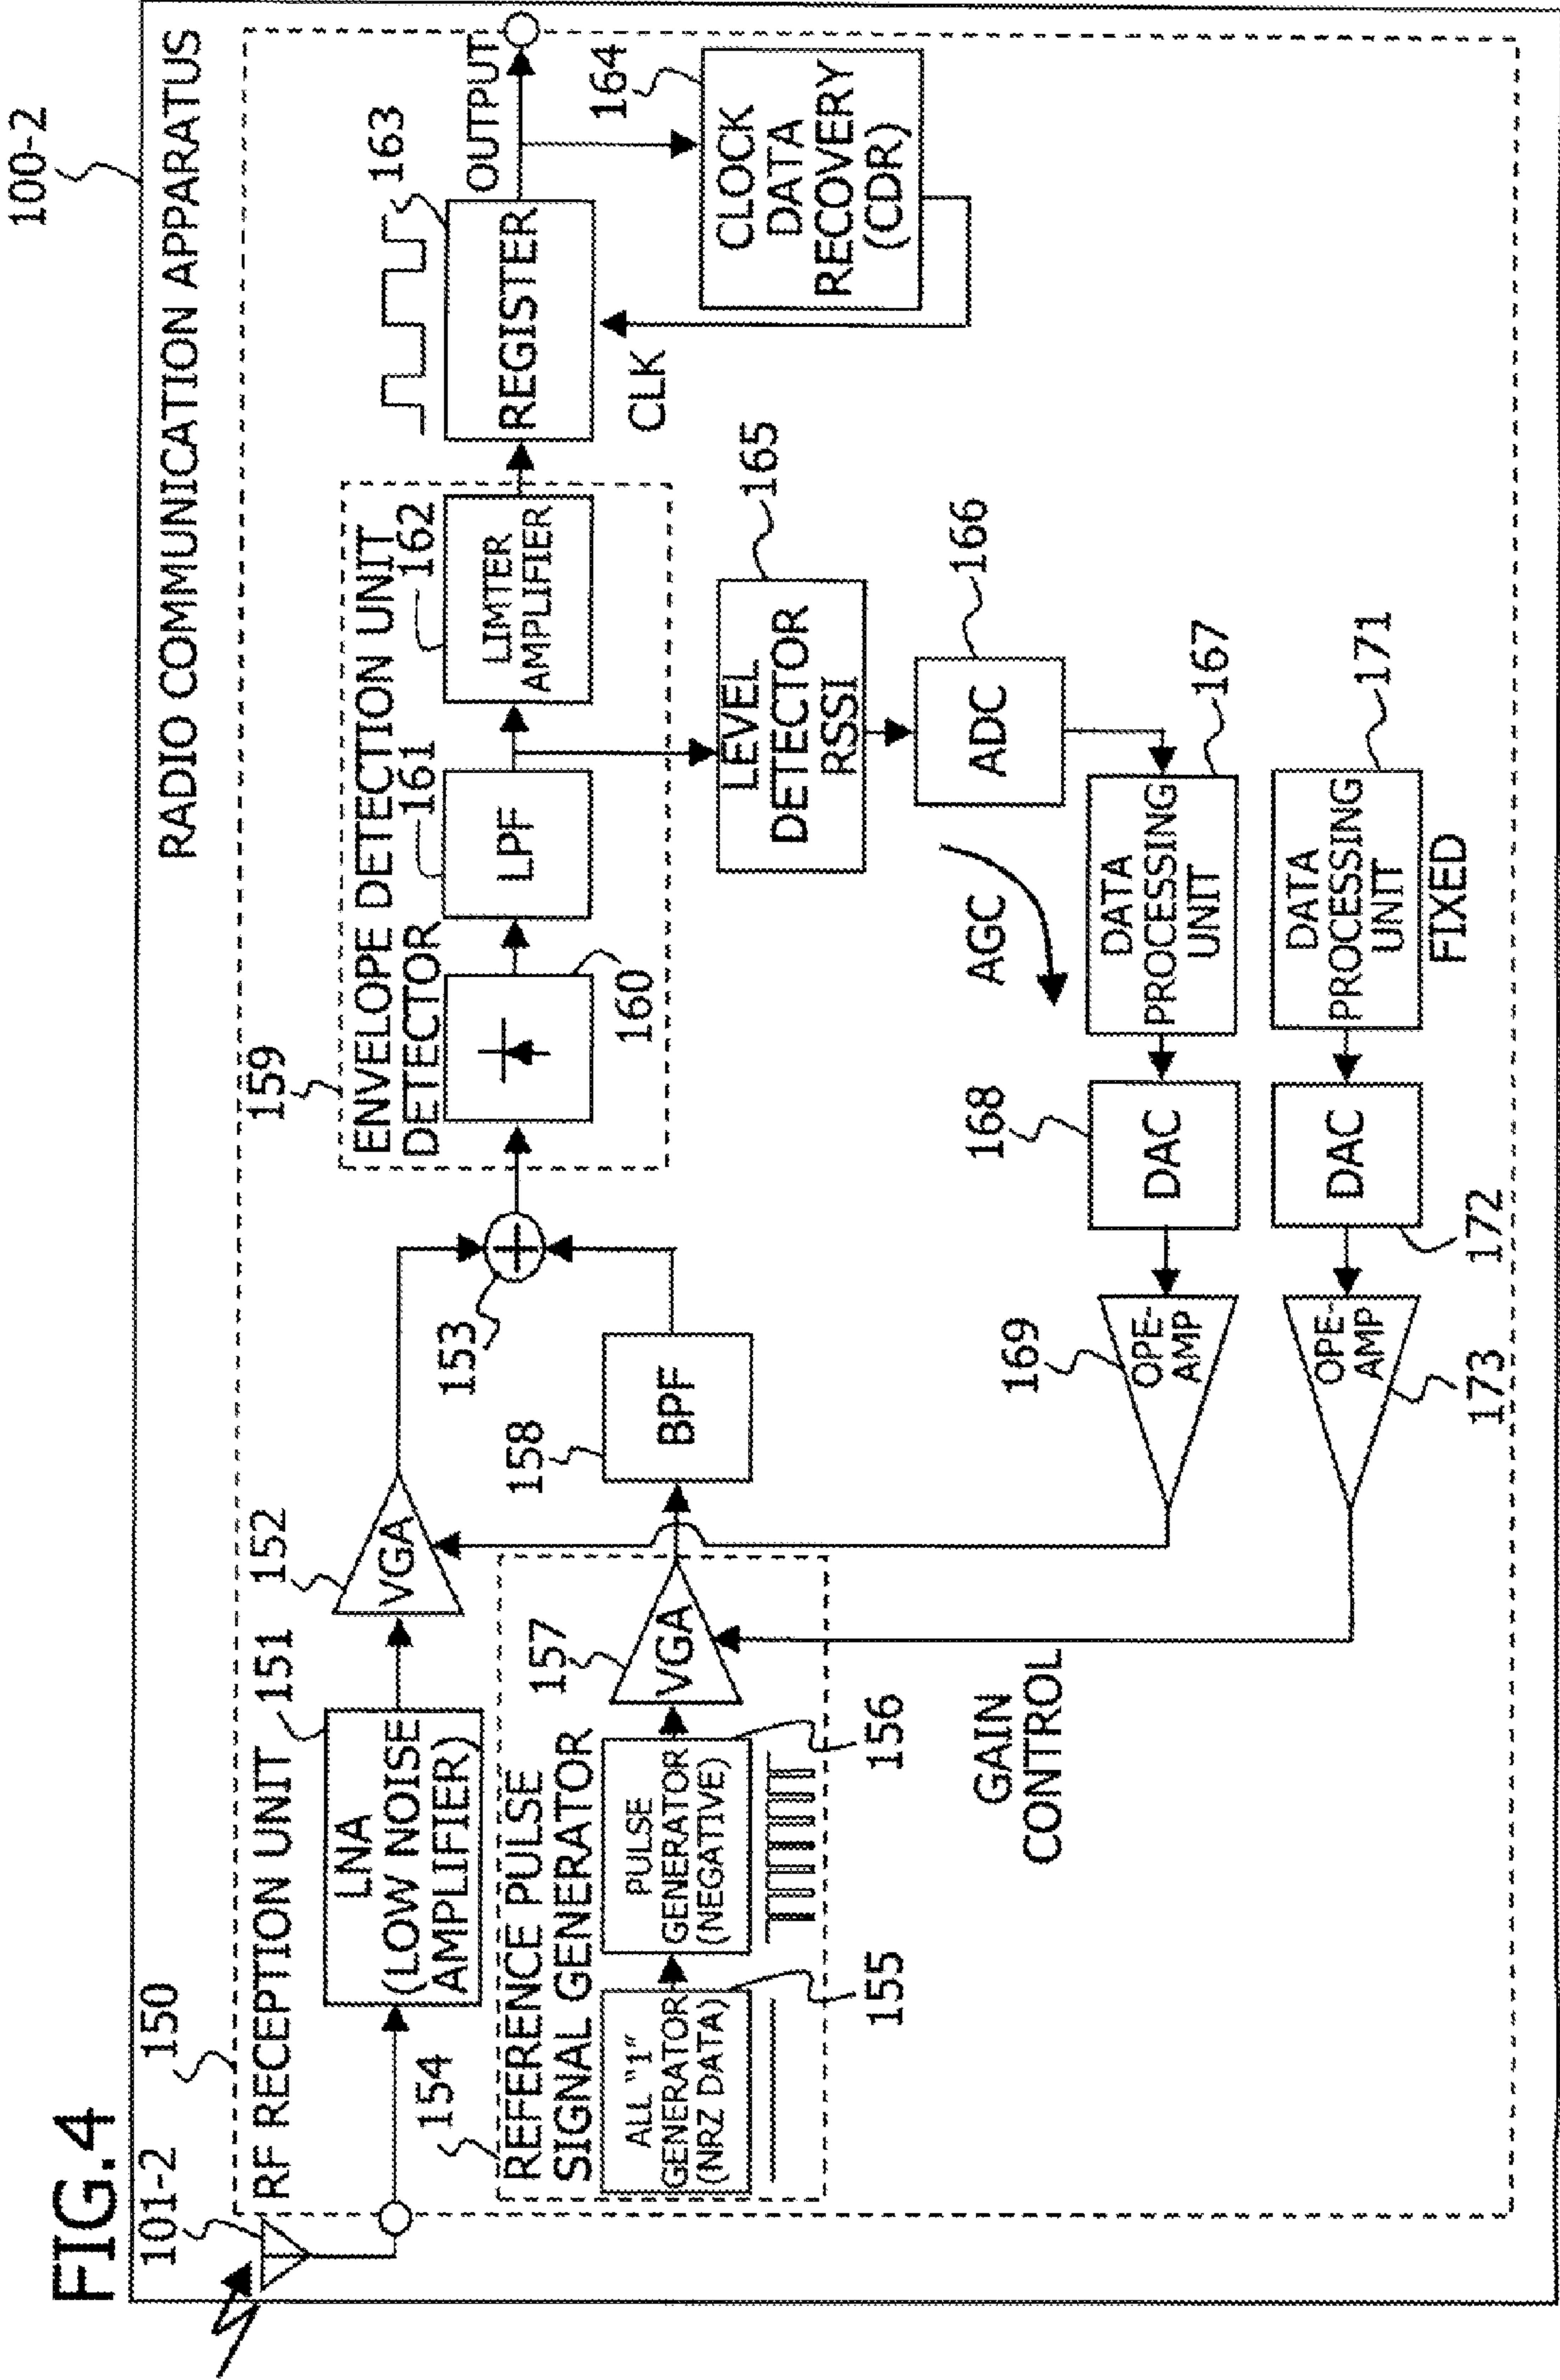 FIG.4
100-2
RADIO COMMUNICATION APPARATUS
101-2
150
RF RECEPTION UNIT
151
LNA
(LOW NOISE
AMPLIFIER)
152
VGA
153
154
REFERENCE PULSE
SIGNAL GENERATOR
ALL "1"
GENERATOR
(NRZ DATA)
155
PULSE
GENERATOR
(NEGATIVE)
156
157
VGA
158
BPF
159
ENVELOPE DETECTION UNIT
DETECTOR
160
161
LPF
162
LIMTER
AMPLIFIER
163
REGISTER
OUTPUT
CLK
164
CLOCK
DATA
RECOVERY
(CDR)
165
LEVEL
DETECTOR
RSSI
166
ADC
AGC
167
DATA
PROCESSING
UNIT
168
DAC
169
OPE-
AMP
171
DATA
PROCESSING
UNIT
FIXED
172
DAC
173
OPE-
AMP
GAIN
CONTROL